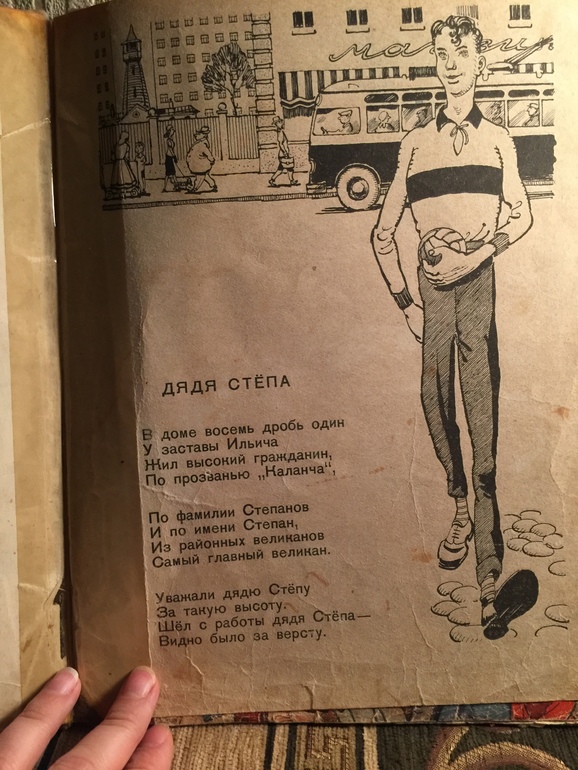 ДЯДЯ СТЁПА
В доме восемь дробь один
У заставы Ильича
Жил высокий гражданин,
По прозванью „Каланча“,
По фамилии Степанов
И по имени Степан,
Из районных великанов
Самый главный великан.
Уважали дядю Стёпу
За такую высоту.
Шёл с работы дядя Стёпа—
Видно было за версту.